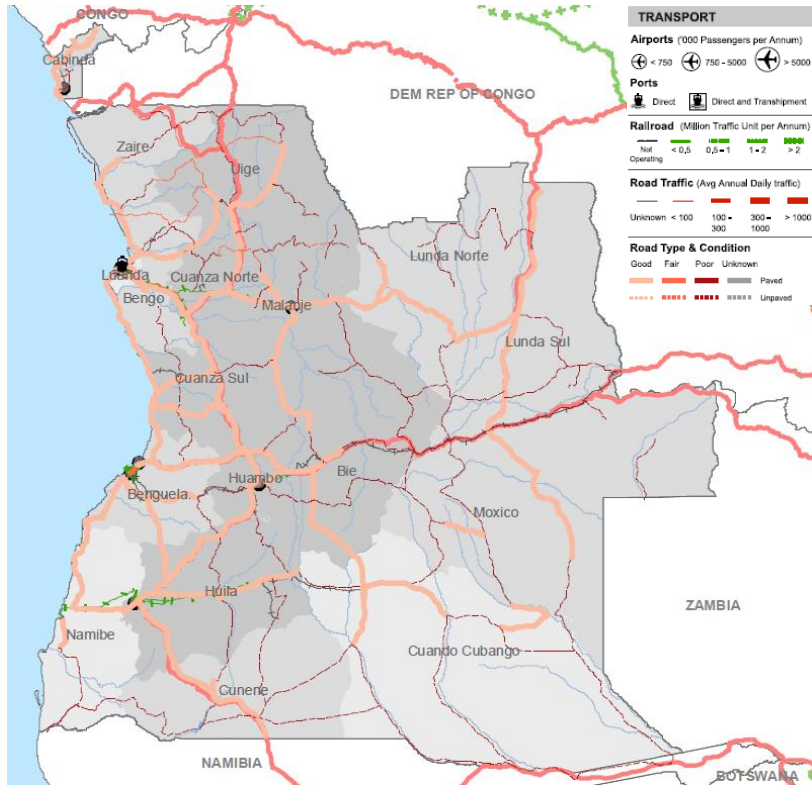 CONGO
Cabinda
DEM REP OF CONGO
Zaire
Uige
Lunda Norte
Luanda
Cuanza Norte
Bengo
Malanje
Lunda Sul
Cuanza Sul
Huambo
Bie
Benguela
Moxico
Huila
ZAMBIA
Namibe
Cuando Cubango
Cunene
NAMIBIA
BOTSWANA
TRANSPORT
Airports ('000 Passengers per Annum)
< 750 750 - 5000 > 5000
Ports
Direct Direct and Transhipment
Railroad (Million Traffic Unit per Annum)
Not Operating < 0,5 0,5 - 1 1 - 2 > 2
Road Traffic (Avg Annual Daily traffic)
Unknown < 100 100 - 300 300 - 1000 > 1000
Road Type & Condition
Good Fair Poor Unknown
Paved
Unpaved